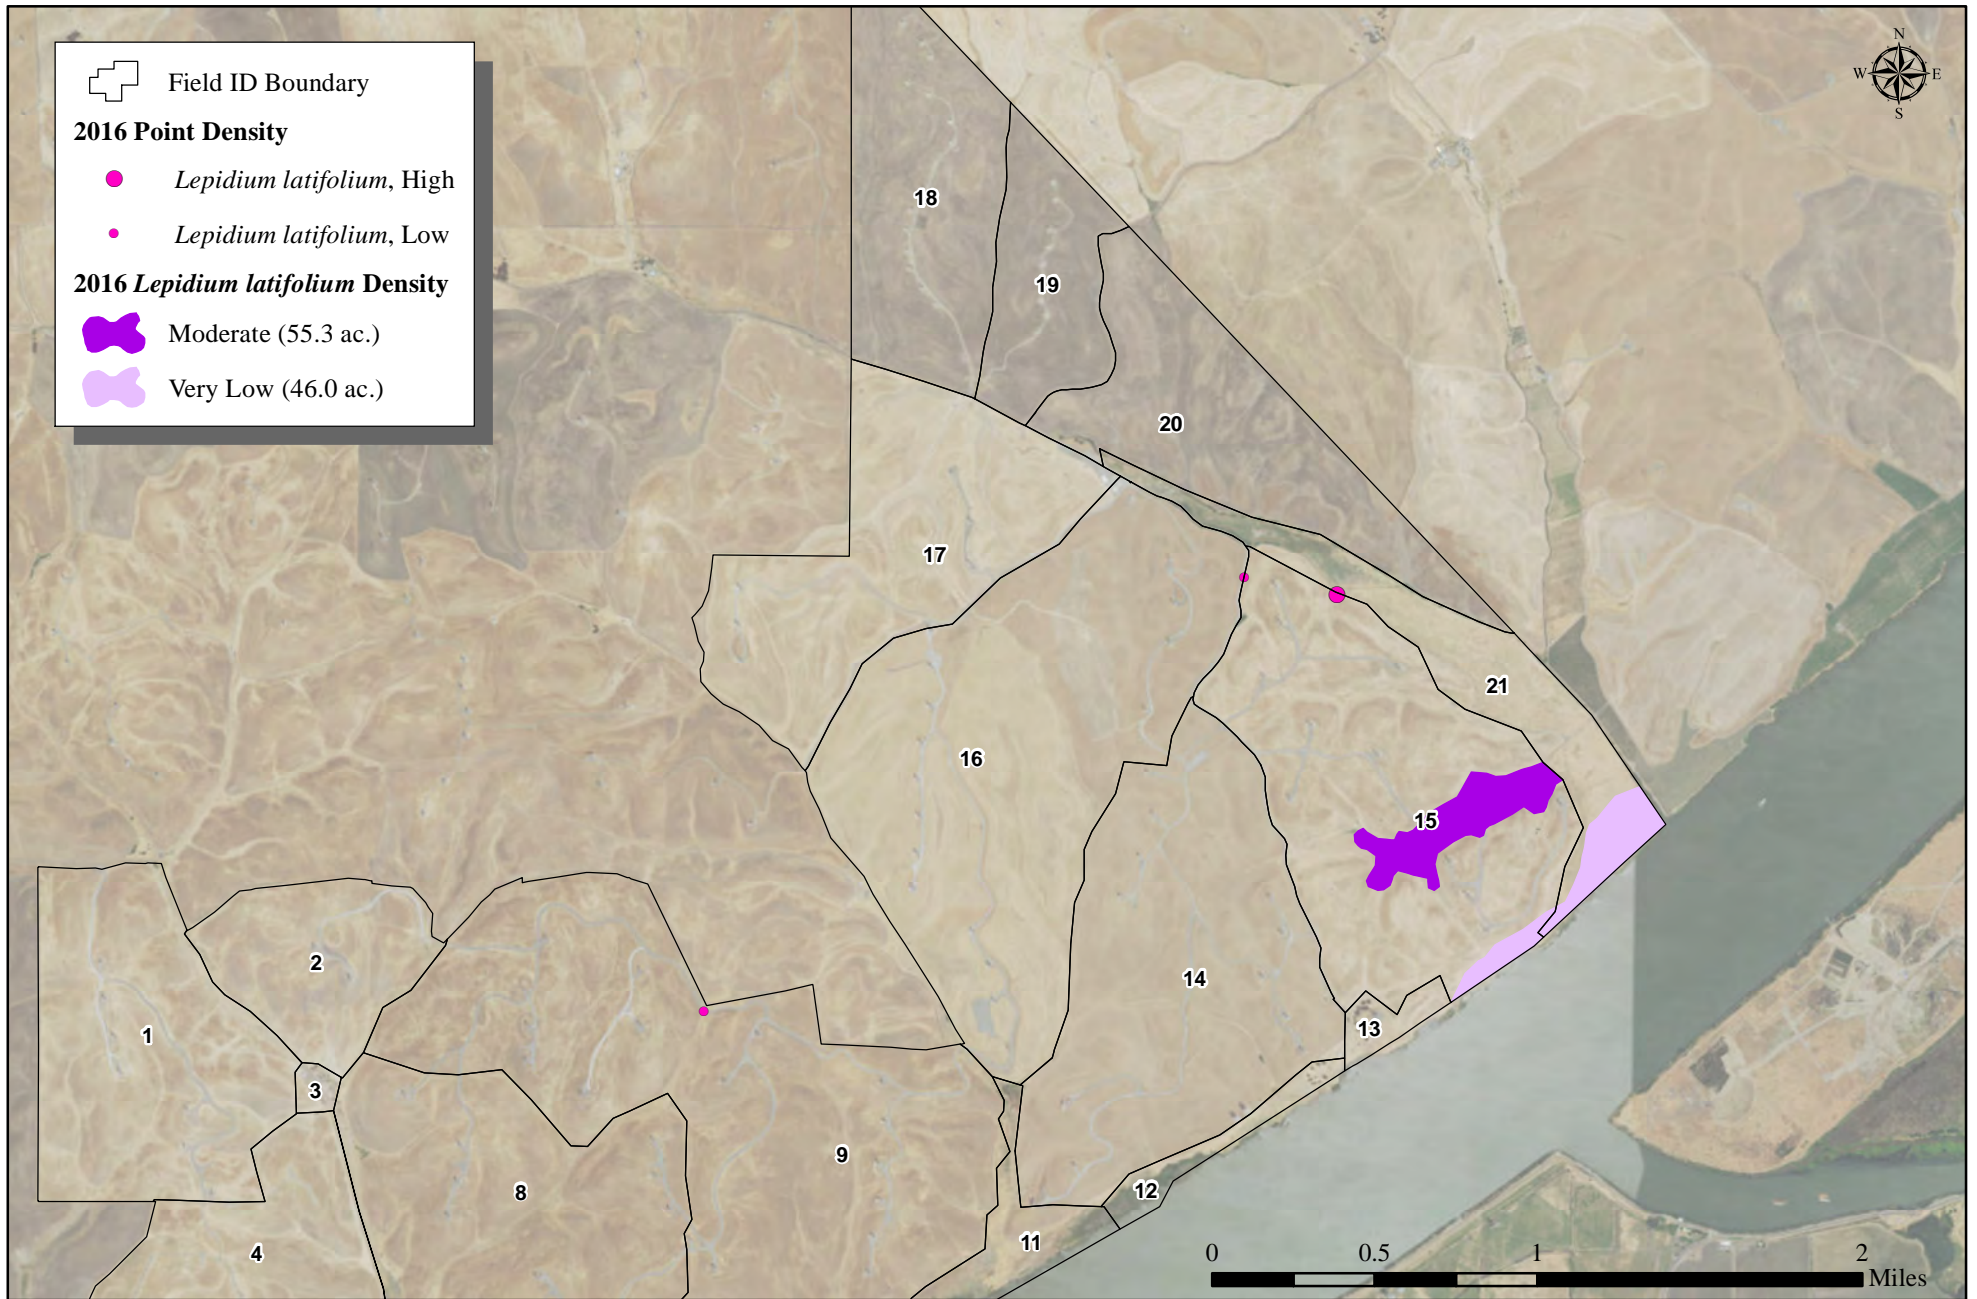 Field ID Boundary
2016 Point Density
Lepidium latifolium, High
Lepidium latifolium, Low
2016 Lepidium latifolium Density
Moderate (55.3 ac.)
Very Low (46.0 ac.)
N
W E
S
18
19
20
17
21
16
15
2
14
13
1
3
9
8
12
11
4
0 0.5 1 2
Miles